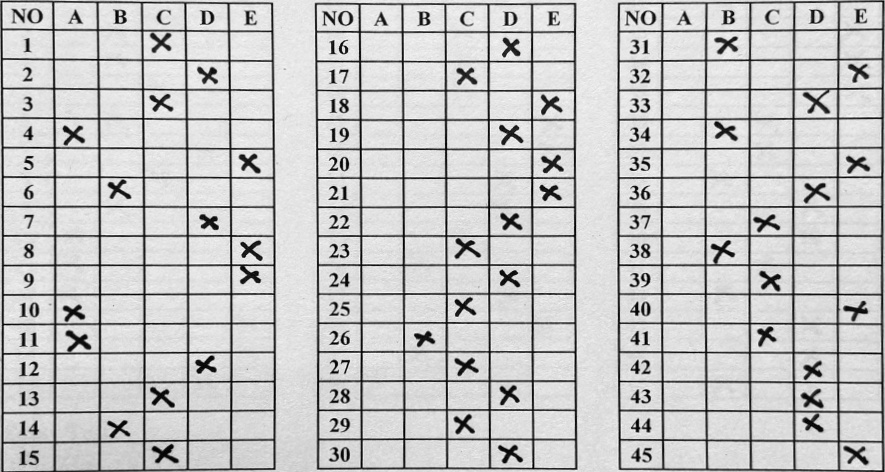 NO A B C D E NO A B C D E NO A B C D E
1 X 16 X 31 X
2 X 17 X 32 X
3 X 18 X 33 X
4 X 19 X 34 X
5 X 20 X 35 X
6 X 21 X 36 X
7 X 22 X 37 X
8 X 23 X 38 X
9 X 24 X 39 X
10 X 25 X 40 X
11 X 26 X 41 X
12 X 27 X 42 X
13 X 28 X 43 X
14 X 29 X 44 X
15 X 30 X 45 X